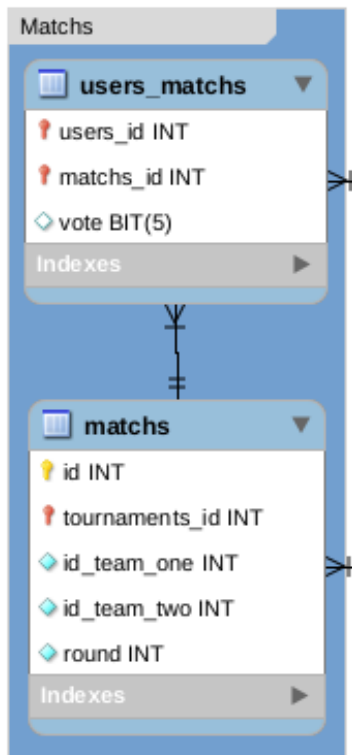 Matchs
users_matchs
users_id INT
matchs_id INT
vote BIT(5)
Indexes
matchs
id INT
tournaments_id INT
id_team_one INT
id_team_two INT
round INT
Indexes